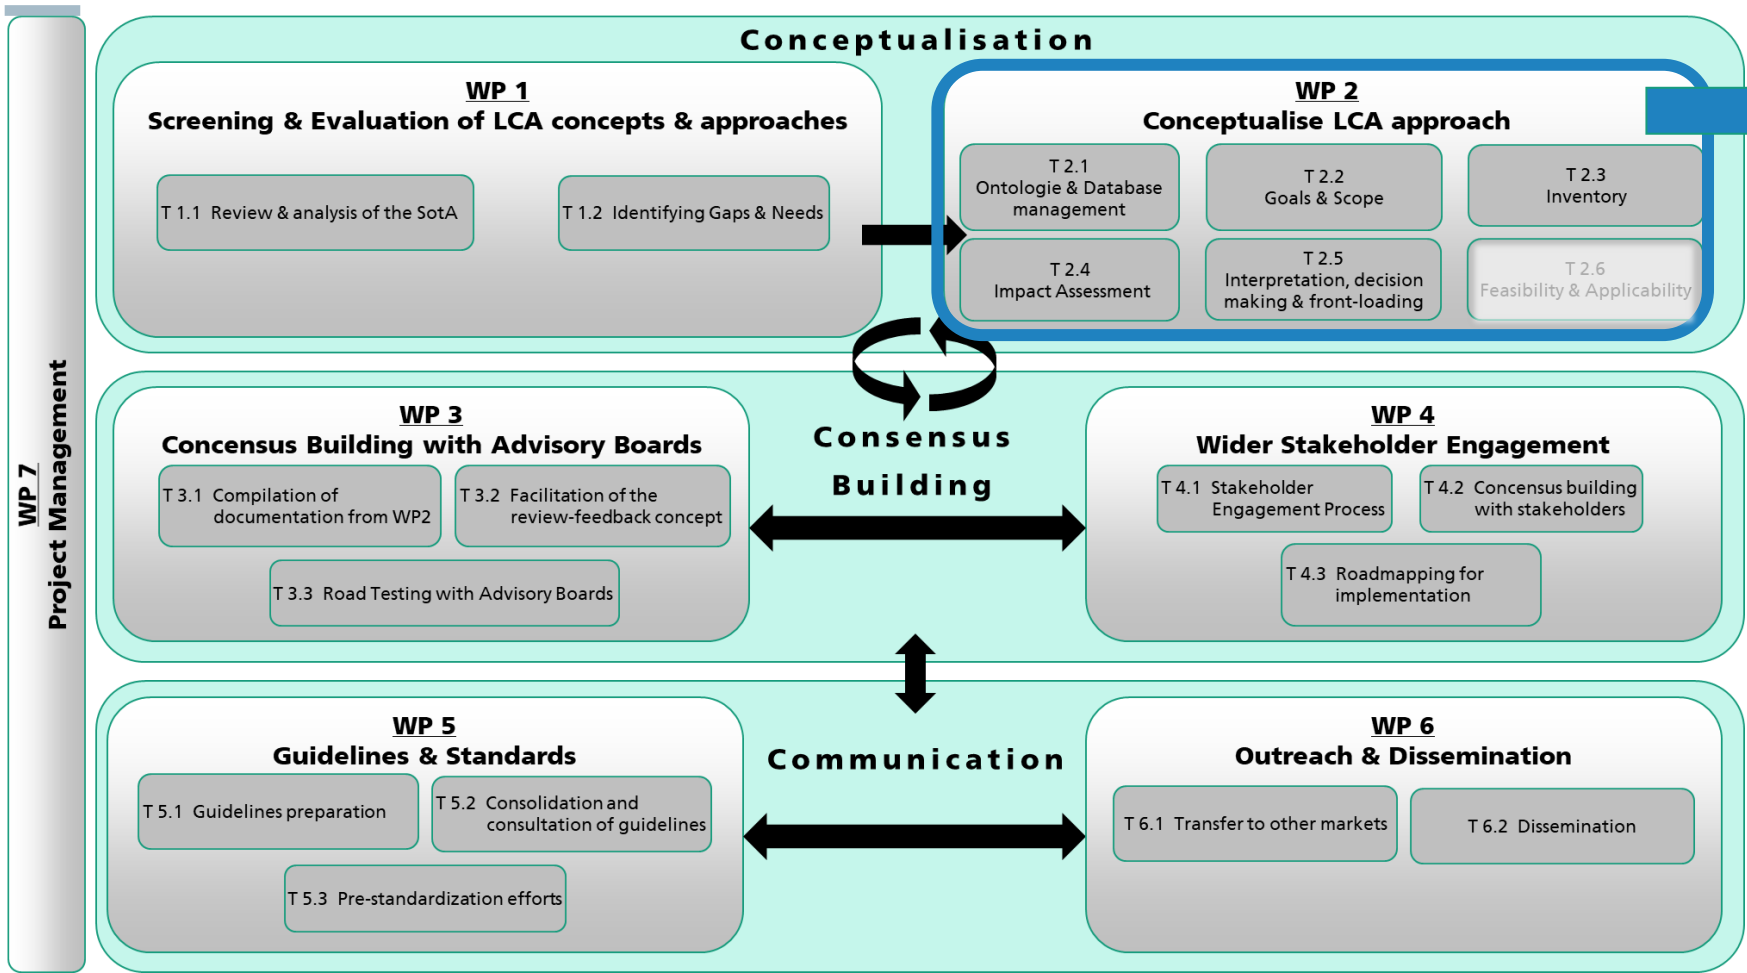 Conceptualisation
WP 1
Screening & Evaluation of LCA concepts & approaches
T 1.1 Review & analysis of the SotA
T 1.2 Identifying Gaps & Needs
WP 2
Conceptualise LCA approach
T 2.1
Ontologie & Database
management
T 2.2
Goals & Scope
T 2.3
Inventory
T 2.4
Impact Assessment
T 2.5
Interpretation, decision
making & front-loading
T 2.6
Feasibility & Applicability
WP 7
Project Management
WP 3
Concensus Building with Advisory Boards
T 3.1 Compilation of
documentation from WP2
T 3.2 Facilitation of the
review-feedback concept
T 3.3 Road Testing with Advisory Boards
Consensus
Building
WP 4
Wider Stakeholder Engagement
T 4.1 Stakeholder
Engagement Process
T 4.2 Concensus building
with stakeholders
T 4.3 Roadmapping for
implementation
WP 5
Guidelines & Standards
T 5.1 Guidelines preparation
T 5.2 Consolidation and
consultation of guidelines
T 5.3 Pre-standardization efforts
Communication
WP 6
Outreach & Dissemination
T 6.1 Transfer to other markets
T 6.2 Dissemination